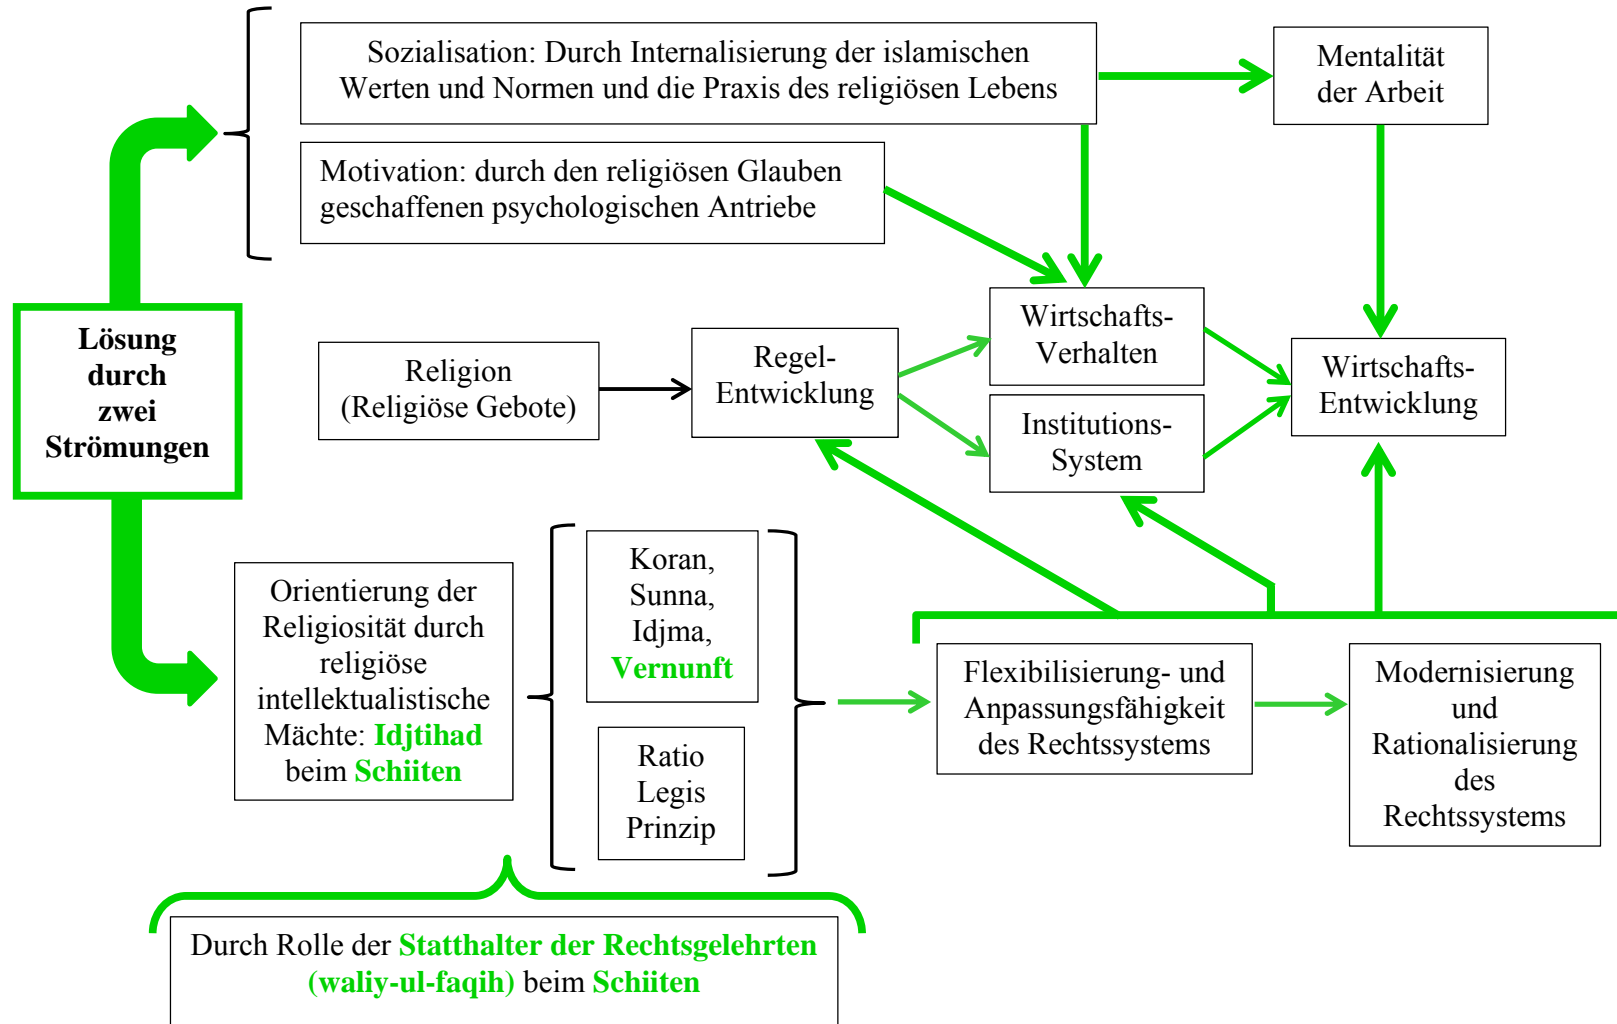 Sozialisation: Durch Internalisierung der islamischen
Werten und Normen und die Praxis des religiösen Lebens
Mentalität
der Arbeit
Motivation: durch den religiösen Glauben
geschaffenen psychologischen Antriebe
Lösung
durch
zwei
Strömungen
Religion
(Religiöse Gebote)
Regel-
Entwicklung
Wirtschafts-
Verhalten
Institutions-
System
Wirtschafts-
Entwicklung
Orientierung der
Religiosität durch
religiöse
intellektualistische
Mächte: Idjtihad
beim Schiiten
Koran,
Sunna,
Idjma,
Vernunft
Ratio
Legis
Prinzip
Flexibilisierung- und
Anpassungsfähigkeit
des Rechtssystems
Modernisierung
und
Rationalisierung
des
Rechtssystems
Durch Rolle der Statthalter der Rechtsgelehrten
(waliy-ul-faqih) beim Schiiten